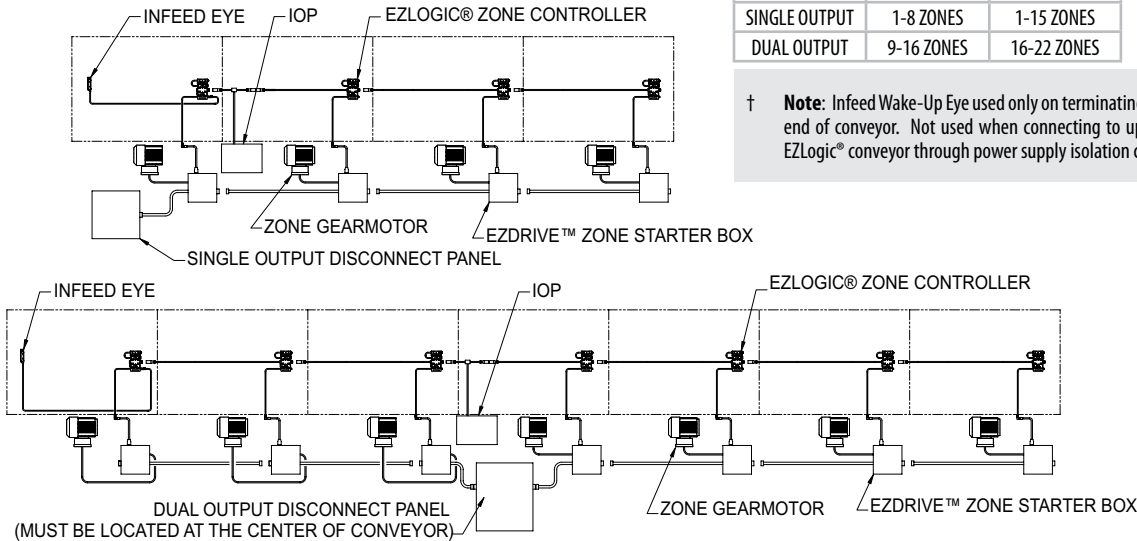 INFEED EYE
IOP
EZLOGIC® ZONE CONTROLLER
SINGLE OUTPUT 1-8 ZONES 1-15 ZONES
DUAL OUTPUT 9-16 ZONES 16-22 ZONES
† Note: Infeed Wake-Up Eye used only on terminating
end of conveyor. Not used when connecting to
EZLogic® conveyor through power supply isolation
ZONE GEARMOTOR
EZDRIVE™ ZONE STARTER BOX
SINGLE OUTPUT DISCONNECT PANEL
INFEED EYE
IOP
EZLOGIC® ZONE CONTROLLER
DUAL OUTPUT DISCONNECT PANEL
(MUST BE LOCATED AT THE CENTER OF CONVEYOR)
ZONE GEARMOTOR
EZDRIVE™ ZONE STARTER BOX